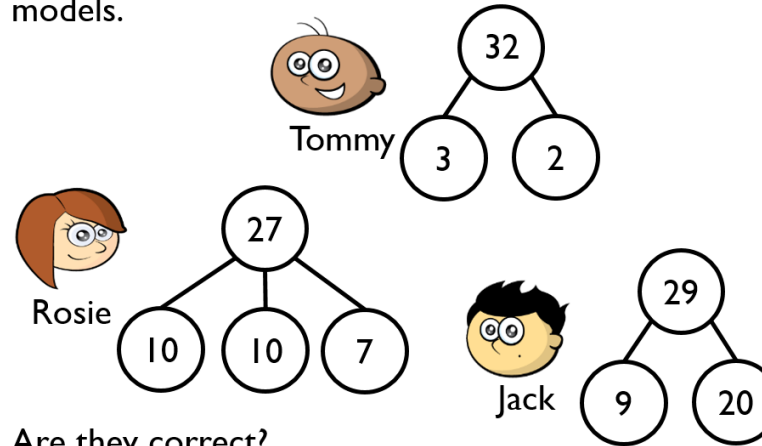 models.
32
Tommy
3 2
27
Rosie
10 10 7
29
Jack
9 20
Are they correct?